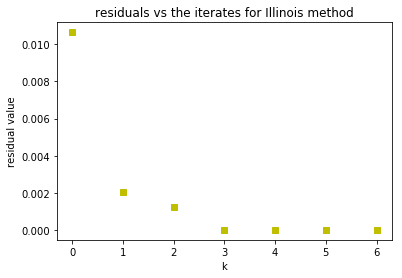 residuals vs the iterates for Illinois method
0.010
0.008
0.006
0.004
0.002
0.000
residual value
0 1 2 3 4 5 6
k